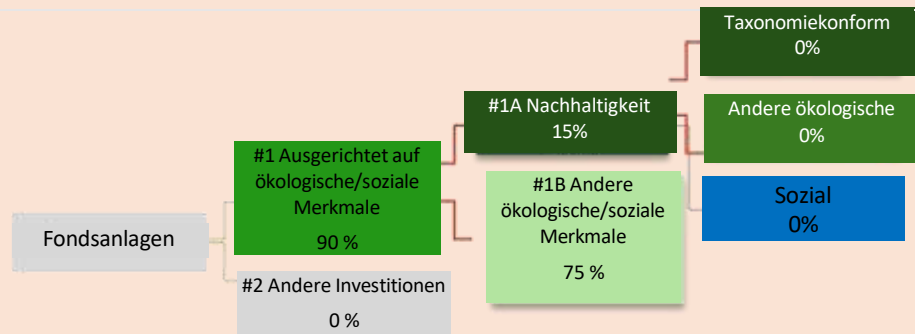 Taxonomiekonform
0%
#1A Nachhaltigkeit
15%
Andere ökologische
0%
#1 Ausgerichtet auf
ökologische/soziale
Merkmale
90 %
#1B Andere
ökologische/soziale
Merkmale
75 %
Sozial
0%
Fondsanlagen
#2 Andere Investitionen
0 %